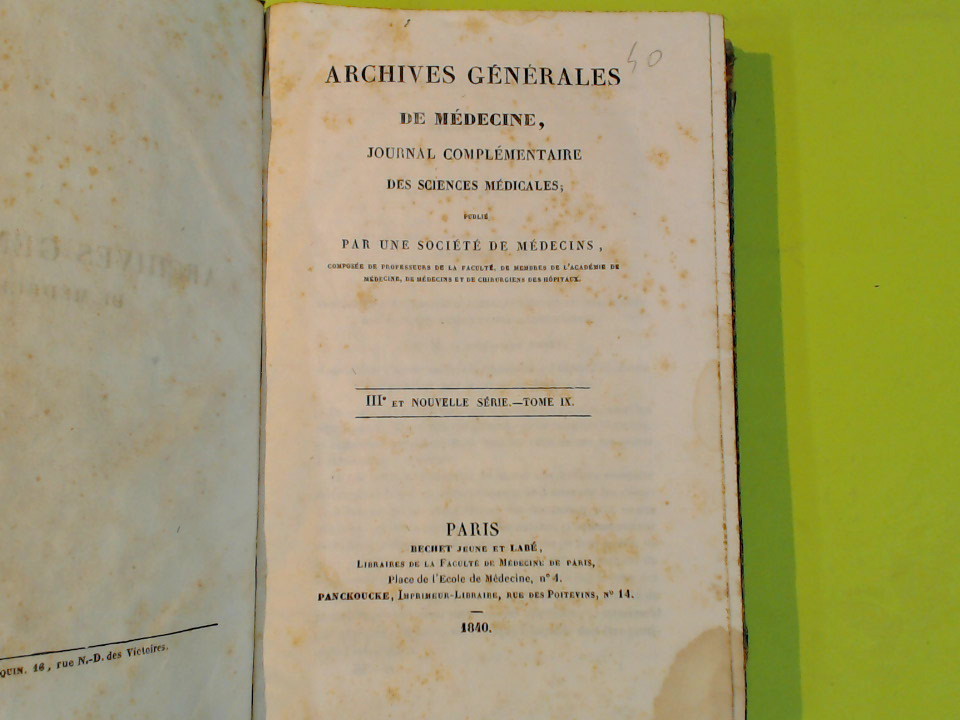 40
ARCHIVES GÉNÉRALES
DE MÉDECINE,
JOURNAL COMPLÉMENTAIRE
DES SCIENCES MÉDICALES;
PUBLIÉ
PAR UNE SOCIÉTÉ DE MÉDECINS,
COMPOSÉE DE PROFESSEURS DE LA FACULTÉ, DE MEMBRES DE L'ACADÉMIE DE
MÉDECINE, DE MÉDECINS ET DE CHIRURGIENS DES HÔPITAUX.
IIIe ET NOUVELLE SÉRIE.—TOME IX.
PARIS
BECHET JEUNE ET LABÉ,
LIBRAIRES DE LA FACULTÉ DE MÉDECINE DE PARIS,
Place de l'Ecole de Médecine, n° 4.
PANCKOUCKE, IMPRIMEUR-LIBRAIRE, RUE DES POITEVINS, N° 14.
1840.
QUIN. 16, rue N.-D. des Victoires.